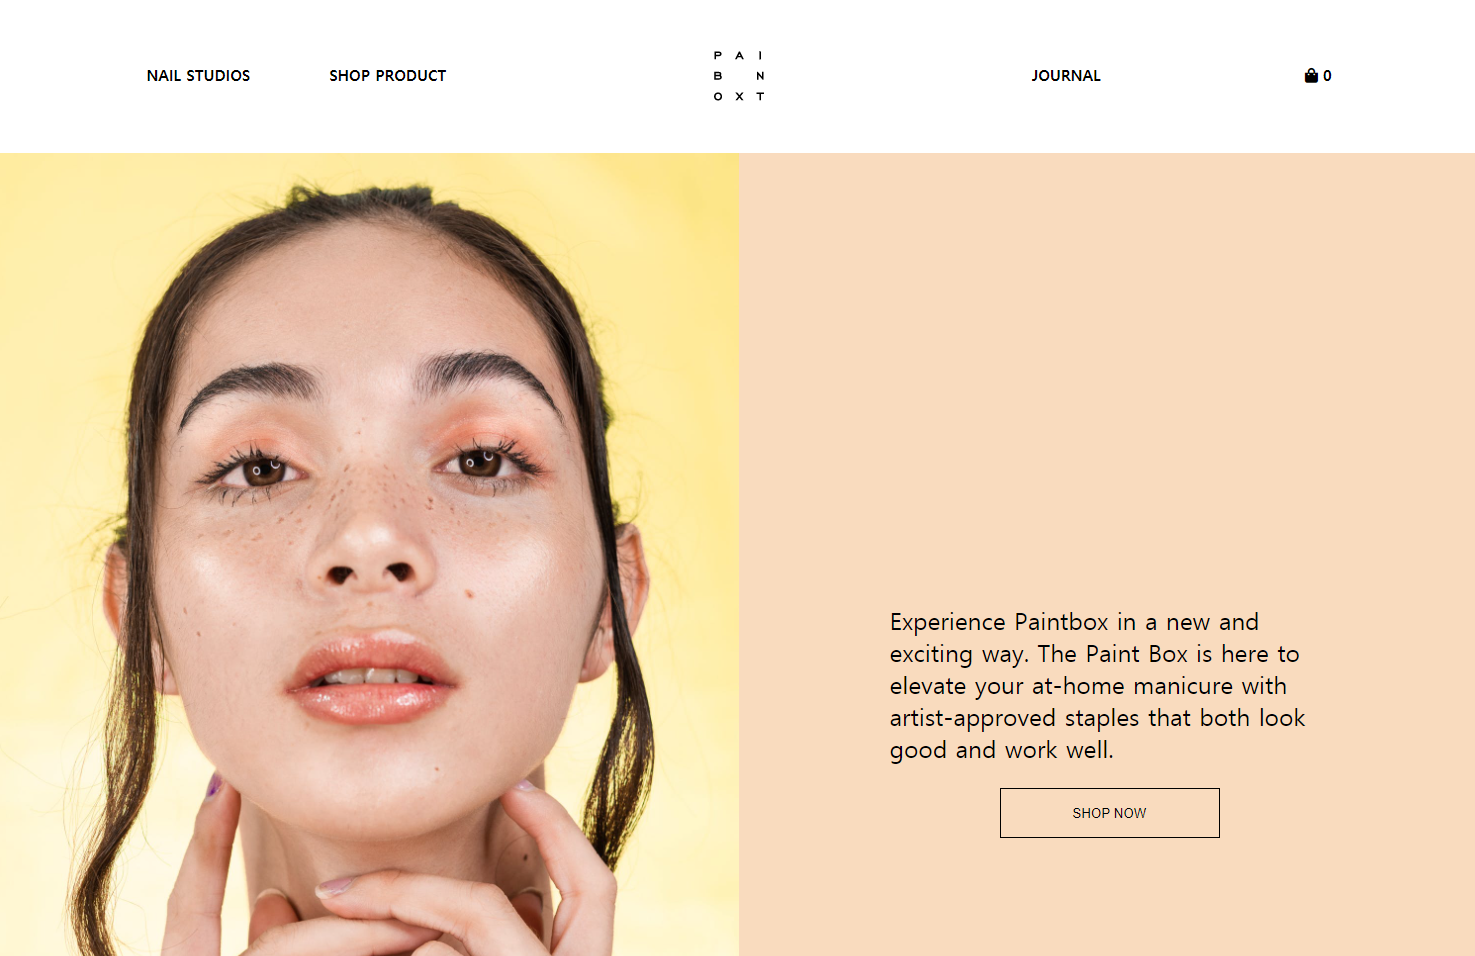 NAIL STUDIOS
SHOP PRODUCT
P A I
B N
O X T
JOURNAL
0
Experience Paintbox in a new and
exciting way. The Paint Box is here to
elevate your at-home manicure with
artist-approved staples that both look
good and work well.
SHOP NOW